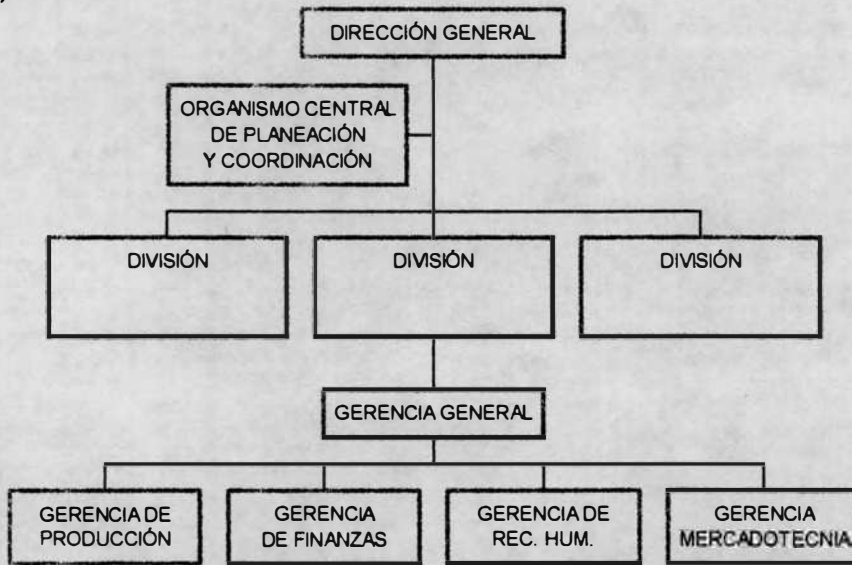 DIRECCIÓN GENERAL
ORGANISMO CENTRAL
DE PLANEACIÓN
Y COORDINACIÓN
DIVISIÓN
DIVISIÓN
DIVISIÓN
GERENCIA GENERAL
GERENCIA DE
PRODUCCIÓN
GERENCIA
DE FINANZAS
GERENCIA DE
REC. HUM.
GERENCIA
MERCADOTECNIA